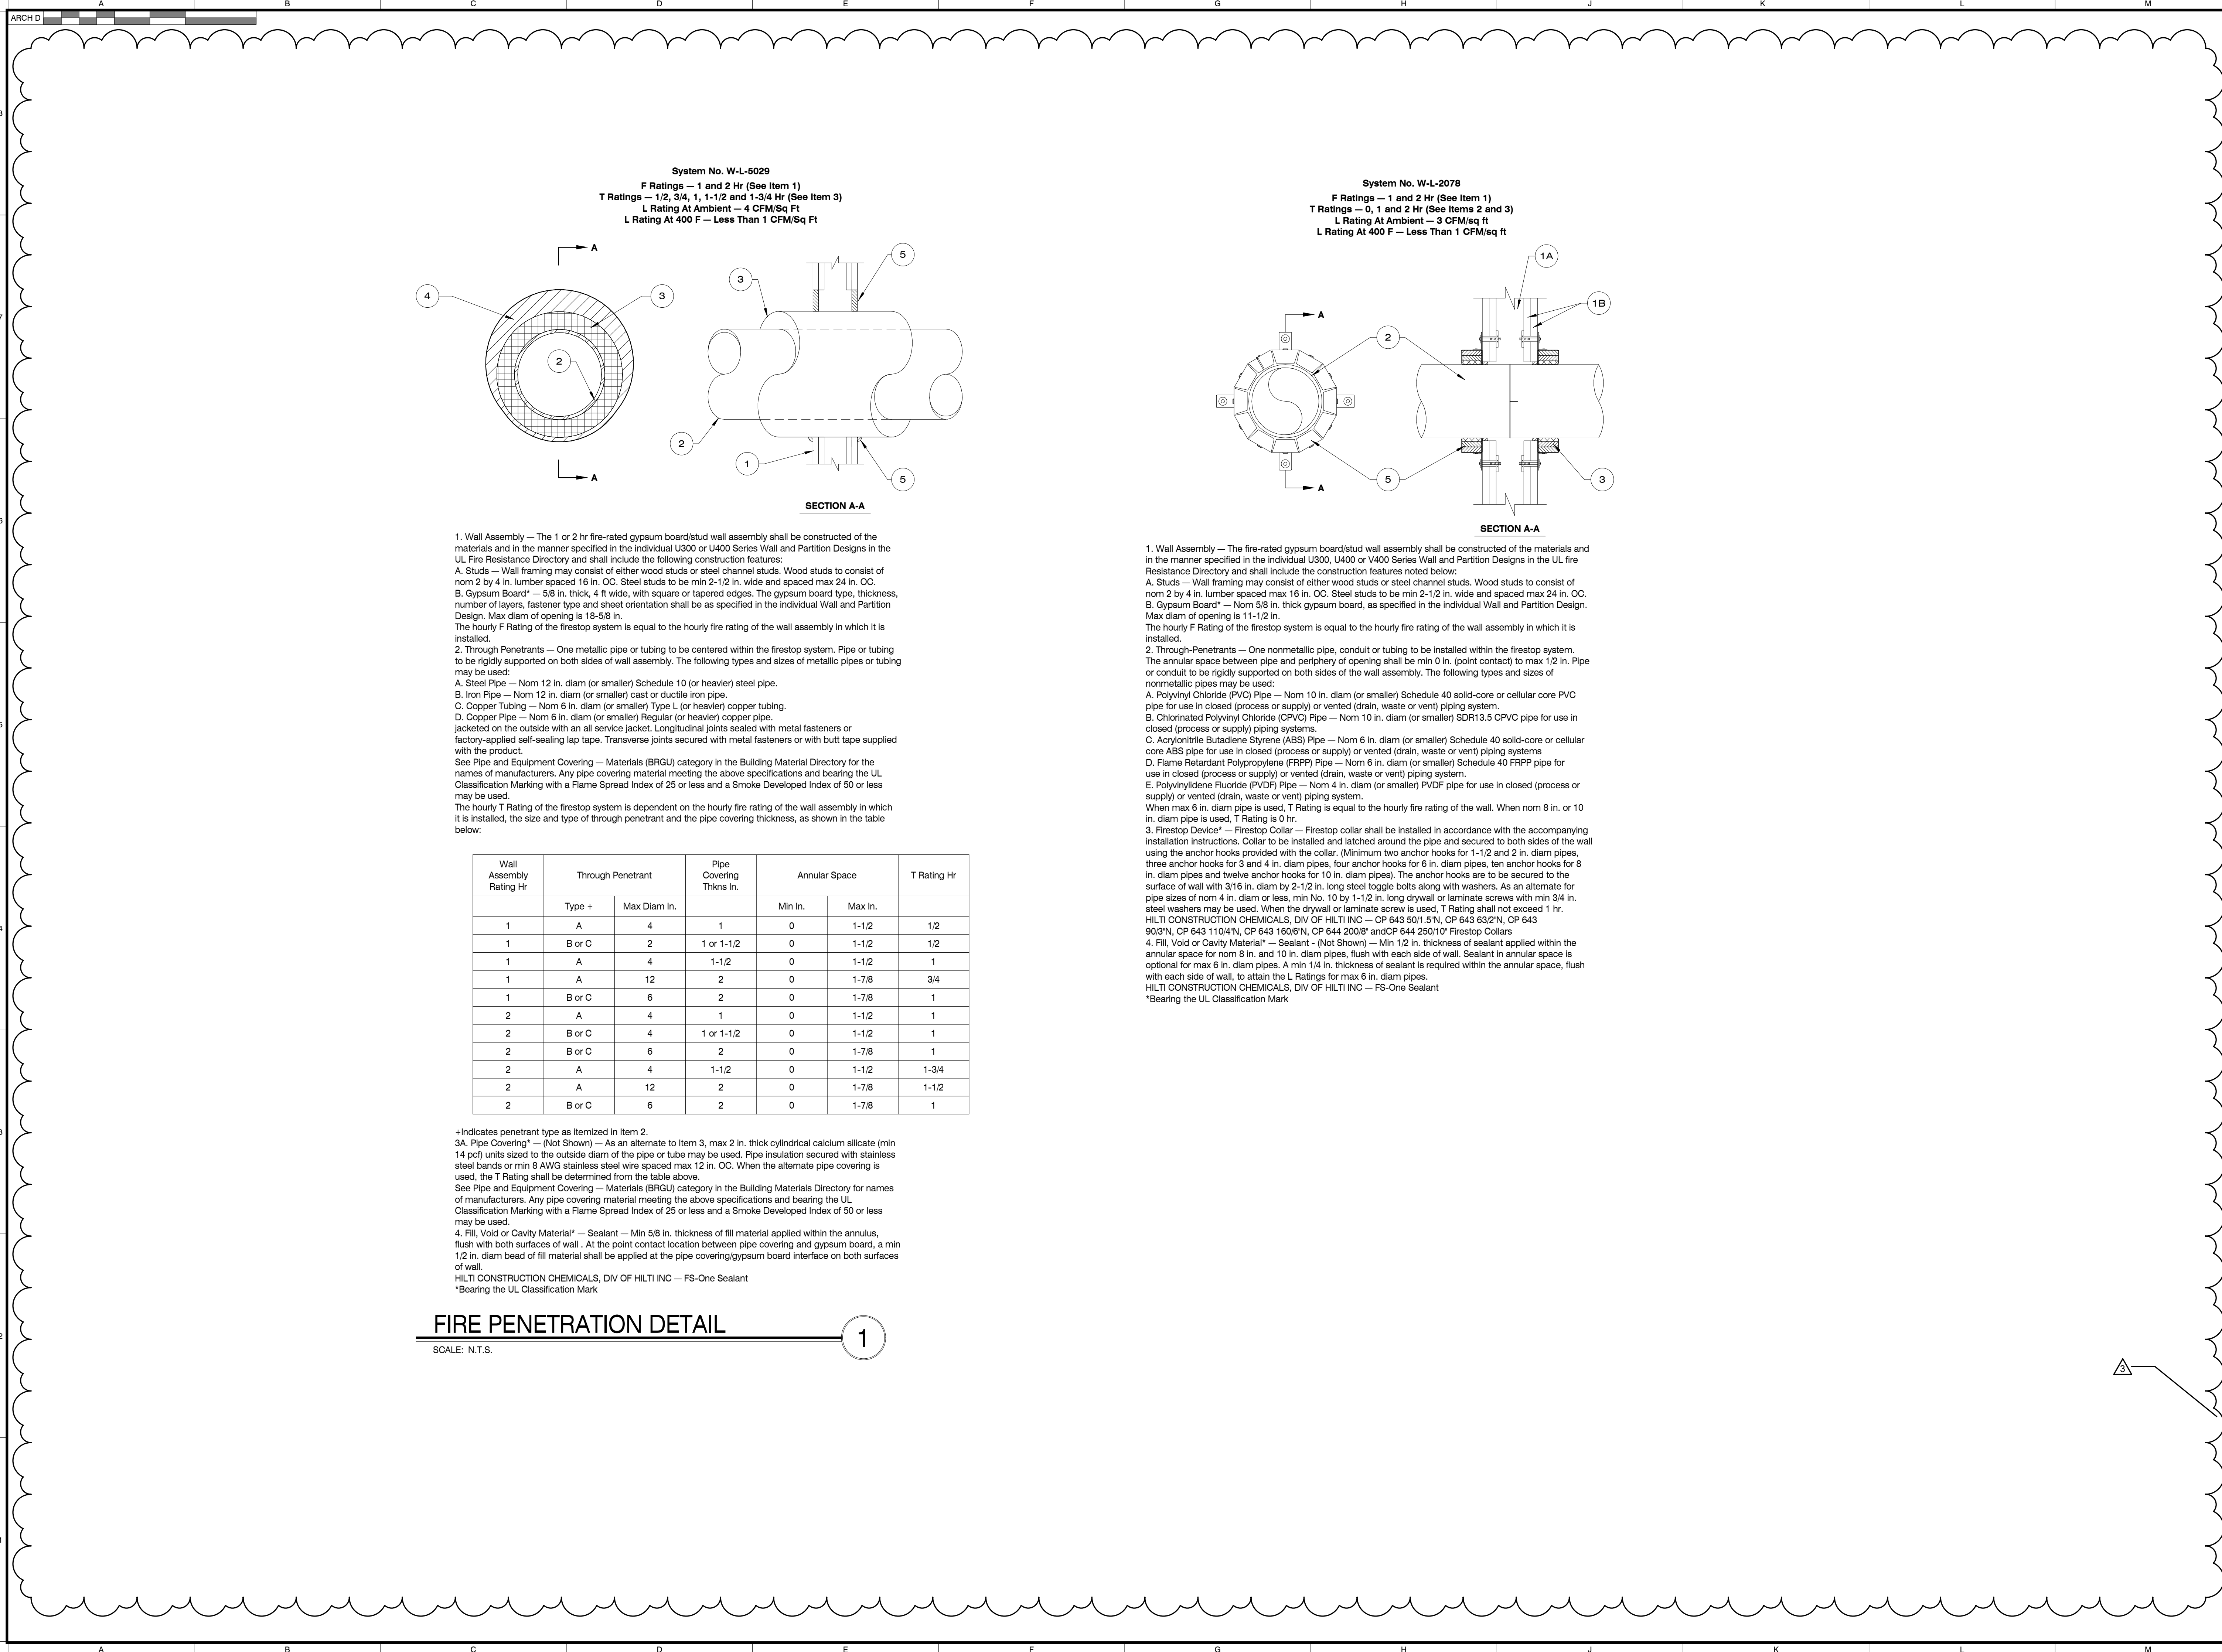 ARCH D
A B C D E F G H J K L M
System No. W-L-5029
F Ratings — 1 and 2 Hr (See Item 1)
T Ratings — 1/2, 3/4, 1, 1-1/2 and 1-3/4 Hr (See Item 3)
L Rating At Ambient — 4 CFM/Sq Ft
L Rating At 400 F — Less Than 1 CFM/Sq Ft
A
4
3
2
A
3
5
2
1
5
SECTION A-A
1. Wall Assembly — The 1 or 2 hr fire-rated gypsum board/stud wall assembly shall be constructed of the
materials and in the manner specified in the individual U300 or U400 Series Wall and Partition Designs in the
UL Fire Resistance Directory and shall include the following construction features:
A. Studs — Wall framing may consist of either wood studs or steel channel studs. Wood studs to consist of
nom 2 by 4 in. lumber spaced 16 in. OC. Steel studs to be min 2-1/2 in. wide and spaced max 24 in. OC.
B. Gypsum Board* — 5/8 in. thick, 4 ft wide, with square or tapered edges. The gypsum board type, thickness,
number of layers, fastener type and sheet orientation shall be as specified in the individual Wall and Partition
Design. Max diam of opening is 18-5/8 in.
The hourly F Rating of the firestop system is equal to the hourly fire rating of the wall assembly in which it is
installed.
2. Through Penetrants — One metallic pipe or tubing to be centered within the firestop system. Pipe or tubing
to be rigidly supported on both sides of wall assembly. The following types and sizes of metallic pipes or tubing
may be used:
A. Steel Pipe — Nom 12 in. diam (or smaller) Schedule 10 (or heavier) steel pipe.
B. Iron Pipe — Nom 12 in. diam (or smaller) cast or ductile iron pipe.
C. Copper Tubing — Nom 6 in. diam (or smaller) Type L (or heavier) copper tubing.
D. Copper Pipe — Nom 6 in. diam (or smaller) Regular (or heavier) copper pipe.
jacketed on the outside with an all service jacket. Longitudinal joints sealed with metal fasteners or
factory-applied self-sealing lap tape. Transverse joints secured with metal fasteners or with butt tape supplied
with the product.
See Pipe and Equipment Covering — Materials (BRGU) category in the Building Material Directory for the
names of manufacturers. Any pipe covering material meeting the above specifications and bearing the UL
Classification Marking with a Flame Spread Index of 25 or less and a Smoke Developed Index of 50 or less
may be used.
The hourly T Rating of the firestop system is dependent on the hourly fire rating of the wall assembly in which
it is installed, the size and type of through penetrant and the pipe covering thickness, as shown in the table
below:
Wall Assembly Rating Hr | Through Penetrant | Pipe Covering Thkns In. | Annular Space | T Rating Hr
Type + | Max Diam In. | Min In. | Max In.
1 | A | 4 | 1 | 0 | 1-1/2 | 1/2
1 | B or C | 2 | 1 or 1-1/2 | 0 | 1-1/2 | 1/2
1 | A | 4 | 1-1/2 | 0 | 1-1/2 | 1
1 | A | 12 | 2 | 0 | 1-7/8 | 3/4
1 | B or C | 6 | 2 | 0 | 1-7/8 | 1
2 | A | 4 | 1 | 0 | 1-1/2 | 1
2 | B or C | 4 | 1 or 1-1/2 | 0 | 1-1/2 | 1
2 | B or C | 6 | 2 | 0 | 1-7/8 | 1
2 | A | 4 | 1-1/2 | 0 | 1-1/2 | 1-3/4
2 | A | 12 | 2 | 0 | 1-7/8 | 1-1/2
2 | B or C | 6 | 2 | 0 | 1-7/8 | 1
+Indicates penetrant type as itemized in Item 2.
3A. Pipe Covering* — (Not Shown) — As an alternate to Item 3, max 2 in. thick cylindrical calcium silicate (min
14 pcf) units sized to the outside diam of the pipe or tube may be used. Pipe insulation secured with stainless
steel bands or min 8 AWG stainless steel wire spaced max 12 in. OC. When the alternate pipe covering is
used, the T Rating shall be determined from the table above.
See Pipe and Equipment Covering — Materials (BRGU) category in the Building Materials Directory for names
of manufacturers. Any pipe covering material meeting the above specifications and bearing the UL
Classification Marking with a Flame Spread Index of 25 or less and a Smoke Developed Index of 50 or less
may be used.
4. Fill, Void or Cavity Material* — Sealant — Min 5/8 in. thickness of fill material applied within the annulus,
flush with both surfaces of wall . At the point contact location between pipe covering and gypsum board, a min
1/2 in. diam bead of fill material shall be applied at the pipe covering/gypsum board interface on both surfaces
of wall.
HILTI CONSTRUCTION CHEMICALS, DIV OF HILTI INC — FS-One Sealant
*Bearing the UL Classification Mark
FIRE PENETRATION DETAIL
1
SCALE: N.T.S.
System No. W-L-2078
F Ratings — 1 and 2 Hr (See Item 1)
T Ratings — 0, 1 and 2 Hr (See Items 2 and 3)
L Rating At Ambient — 3 CFM/sq ft
L Rating At 400 F — Less Than 1 CFM/sq ft
1A
1B
A
2
5
A
3
SECTION A-A
1. Wall Assembly — The fire-rated gypsum board/stud wall assembly shall be constructed of the materials and
in the manner specified in the individual U300, U400 or V400 Series Wall and Partition Designs in the UL fire
Resistance Directory and shall include the construction features noted below:
A. Studs — Wall framing may consist of either wood studs or steel channel studs. Wood studs to consist of
nom 2 by 4 in. lumber spaced max 16 in. OC. Steel studs to be min 2-1/2 in. wide and spaced max 24 in. OC.
B. Gypsum Board* — Nom 5/8 in. thick gypsum board, as specified in the individual Wall and Partition Design.
Max diam of opening is 11-1/2 in.
The hourly F Rating of the firestop system is equal to the hourly fire rating of the wall assembly in which it is
installed.
2. Through-Penetrants — One nonmetallic pipe, conduit or tubing to be installed within the firestop system.
The annular space between pipe and periphery of opening shall be min 0 in. (point contact) to max 1/2 in. Pipe
or conduit to be rigidly supported on both sides of the wall assembly. The following types and sizes of
nonmetallic pipes may be used:
A. Polyvinyl Chloride (PVC) Pipe — Nom 10 in. diam (or smaller) Schedule 40 solid-core or cellular core PVC
pipe for use in closed (process or supply) or vented (drain, waste or vent) piping system.
B. Chlorinated Polyvinyl Chloride (CPVC) Pipe — Nom 10 in. diam (or smaller) SDR13.5 CPVC pipe for use in
closed (process or supply) piping systems.
C. Acrylonitrile Butadiene Styrene (ABS) Pipe — Nom 6 in. diam (or smaller) Schedule 40 solid-core or cellular
core ABS pipe for use in closed (process or supply) or vented (drain, waste or vent) piping systems
D. Flame Retardant Polypropylene (FRPP) Pipe — Nom 6 in. diam (or smaller) Schedule 40 FRPP pipe for
use in closed (process or supply) or vented (drain, waste or vent) piping system.
E. Polyvinylidene Fluoride (PVDF) Pipe — Nom 4 in. diam (or smaller) PVDF pipe for use in closed (process or
supply) or vented (drain, waste or vent) piping system.
When max 6 in. diam pipe is used, T Rating is equal to the hourly fire rating of the wall. When nom 8 in. or 10
in. diam pipe is used, T Rating is 0 hr.
3. Firestop Device* — Firestop Collar — Firestop collar shall be installed in accordance with the accompanying
installation instructions. Collar to be installed and latched around the pipe and secured to both sides of the wall
using the anchor hooks provided with the collar. (Minimum two anchor hooks for 1-1/2 and 2 in. diam pipes,
three anchor hooks for 3 and 4 in. diam pipes, four anchor hooks for 6 in. diam pipes, ten anchor hooks for 8
in. diam pipes and twelve anchor hooks for 10 in. diam pipes). The anchor hooks are to be secured to the
surface of wall with 3/16 in. diam by 2-1/2 in. long steel toggle bolts along with washers. As an alternate for
pipe sizes of nom 4 in. diam or less, min No. 10 by 1-1/2 in. long drywall or laminate screws with min 3/4 in.
steel washers may be used. When the drywall or laminate screw is used, T Rating shall not exceed 1 hr.
HILTI CONSTRUCTION CHEMICALS, DIV OF HILTI INC — CP 643 50/1.5"N, CP 643 63/2"N, CP 643
90/3"N, CP 643 110/4"N, CP 643 160/6"N, CP 644 200/8" andCP 644 250/10" Firestop Collars
4. Fill, Void or Cavity Material* — Sealant - (Not Shown) — Min 1/2 in. thickness of sealant applied within the
annular space for nom 8 in. and 10 in. diam pipes, flush with each side of wall. Sealant in annular space is
optional for max 6 in. diam pipes. A min 1/4 in. thickness of sealant is required within the annular space, flush
with each side of wall, to attain the L Ratings for max 6 in. diam pipes.
HILTI CONSTRUCTION CHEMICALS, DIV OF HILTI INC — FS-One Sealant
*Bearing the UL Classification Mark
3
A B C D E F G H J K L M